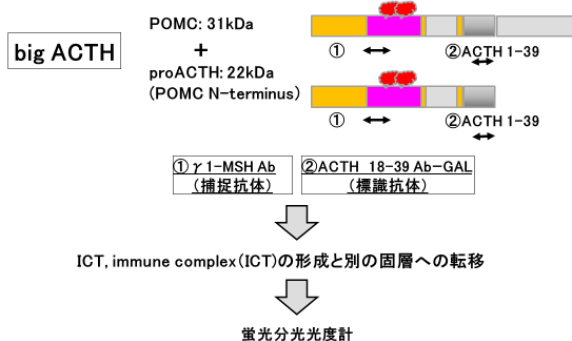 big ACTH
POMC: 31kDa
+
proACTH: 22kDa
(POMC N-terminus)
① ②ACTH 1-39
① ②ACTH 1-39
①γ1-MSH Ab
(捕捉抗体)
②ACTH 18-39 Ab-GAL
(標識抗体)
ICT, immune complex(ICT)の形成と別の固層への転移
蛍光分光光度計